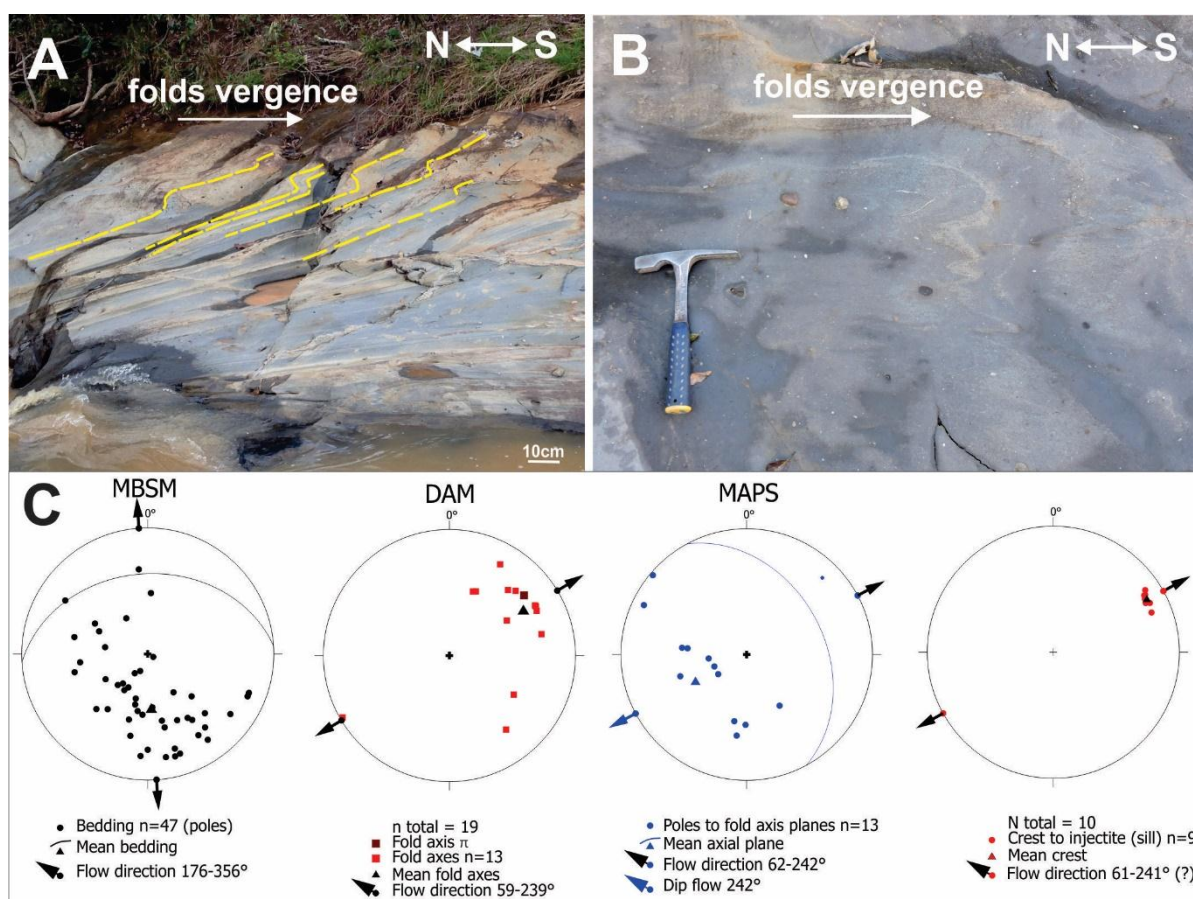 A
N S
folds vergence
10cm
B
N S
folds vergence
C
MBSM
0°
Bedding n=47 (poles)
Mean bedding
Flow direction 176-356°
DAM
0°
n total = 19
Fold axis π
Fold axes n=13
Mean fold axes
Flow direction 59-239°
MAPS
0°
Poles to fold axis planes n=13
Mean axial plane
Flow direction 62-242°
Dip flow 242°
0°
N total = 10
Crest to injectite (sill) n=9
Mean crest
Flow direction 61-241° (?)